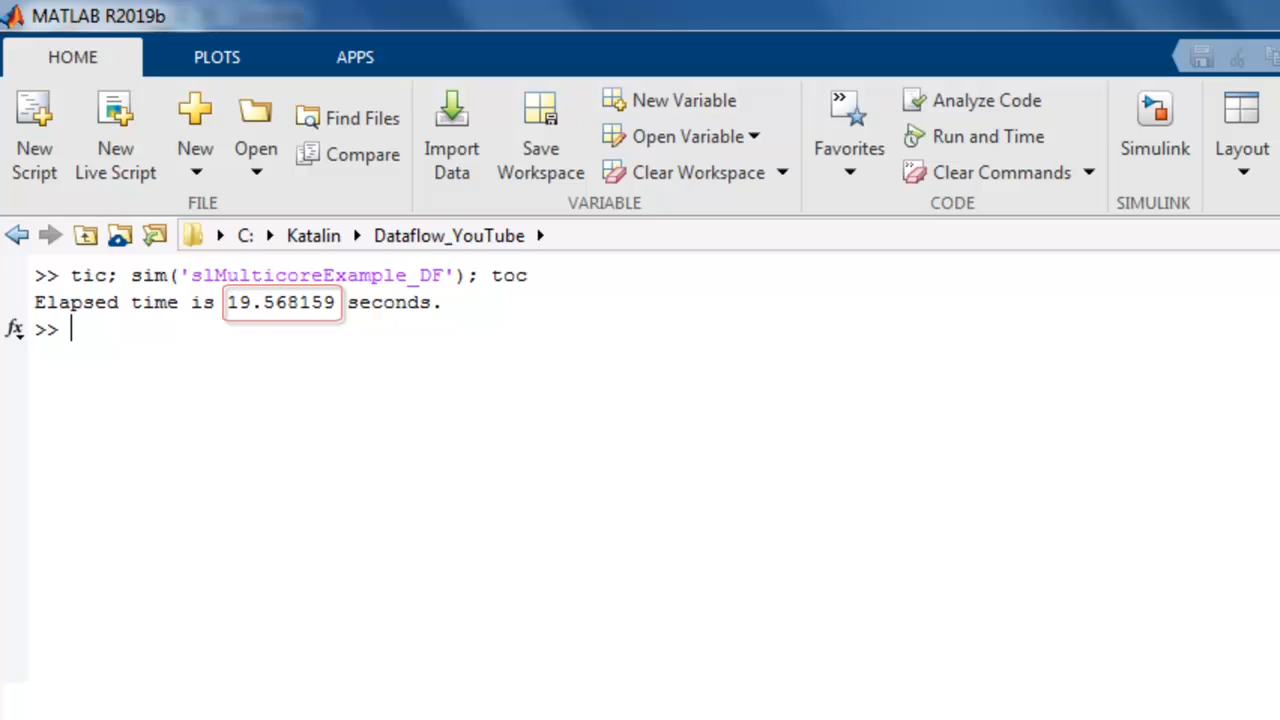 MATLAB R2019b
HOME PLOTS APPS
New Script
New Live Script
New
Open
Find Files
Compare
FILE
Import Data
Save Workspace
New Variable
Open Variable
Clear Workspace
VARIABLE
Favorites
Analyze Code
Run and Time
Clear Commands
CODE
Simulink
SIMULINK
Layout
C: Katalin Dataflow_YouTube
>> tic; sim('slMulticoreExample_DF'); toc
Elapsed time is 19.568159 seconds.
fx >>